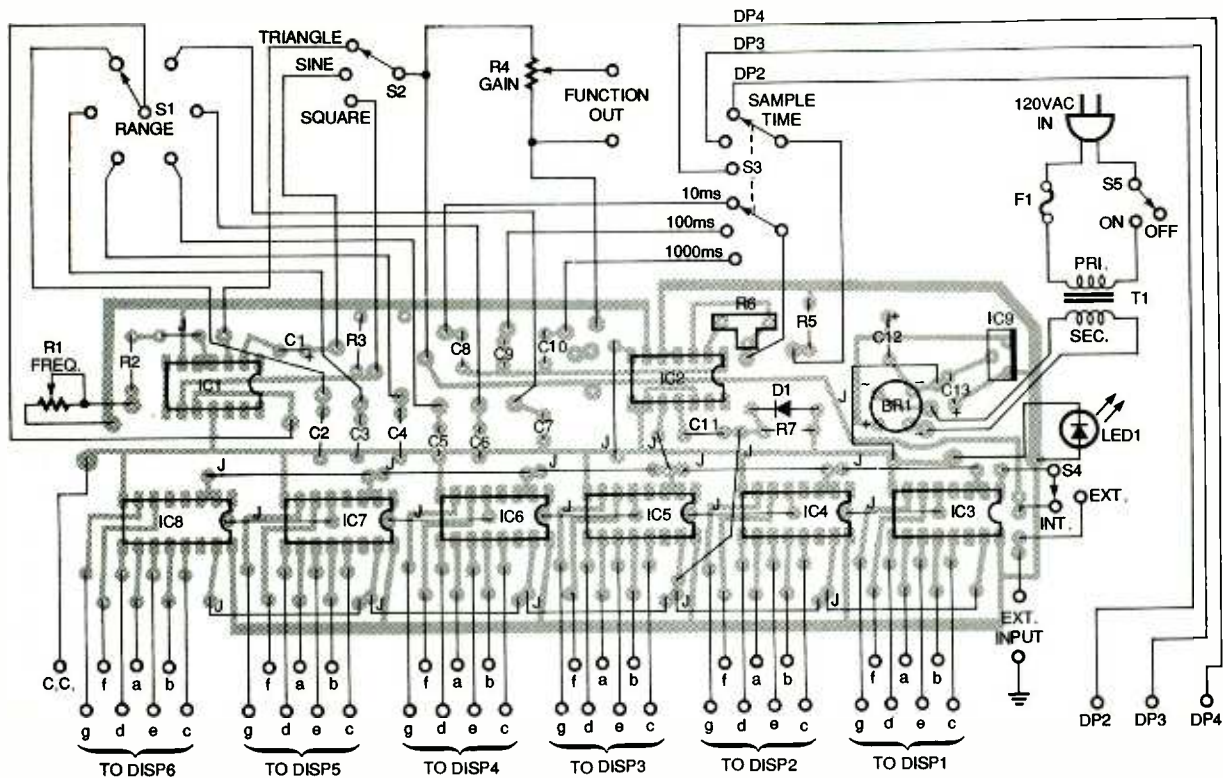 DP4
DP3
DP2
TRIANGLE
SINE
SQUARE
S2
S1
RANGE
R4
GAIN
FUNCTION
OUT
SAMPLE
TIME
S3
10ms
100ms
1000ms
120VAC
IN
F1
S5
ON
OFF
PRI.
T1
SEC.
R1
FREQ.
R2
J
C1
+
R3
IC1
C2
C3
C4
C5
C6
C7
C8
C9
C10
IC2
R6
R5
D1
R7
C11
J
C12
+
IC9
BR1
~
-
+
~
C13
+
LED1
J
J
J
J
J
J
S4
EXT.
INT.
IC8
J
IC7
J
IC6
J
IC5
J
IC4
J
IC3
J
J
J
J
J
EXT.
INPUT
C.C.
f
a
b
f
a
b
f
a
b
f
a
b
f
a
b
f
a
b
g
d
e
c
g
d
e
c
g
d
e
c
g
d
e
c
g
d
e
c
g
d
e
c
DP2
DP3
DP4
TO DISP6
TO DISP5
TO DISP4
TO DISP3
TO DISP2
TO DISP1